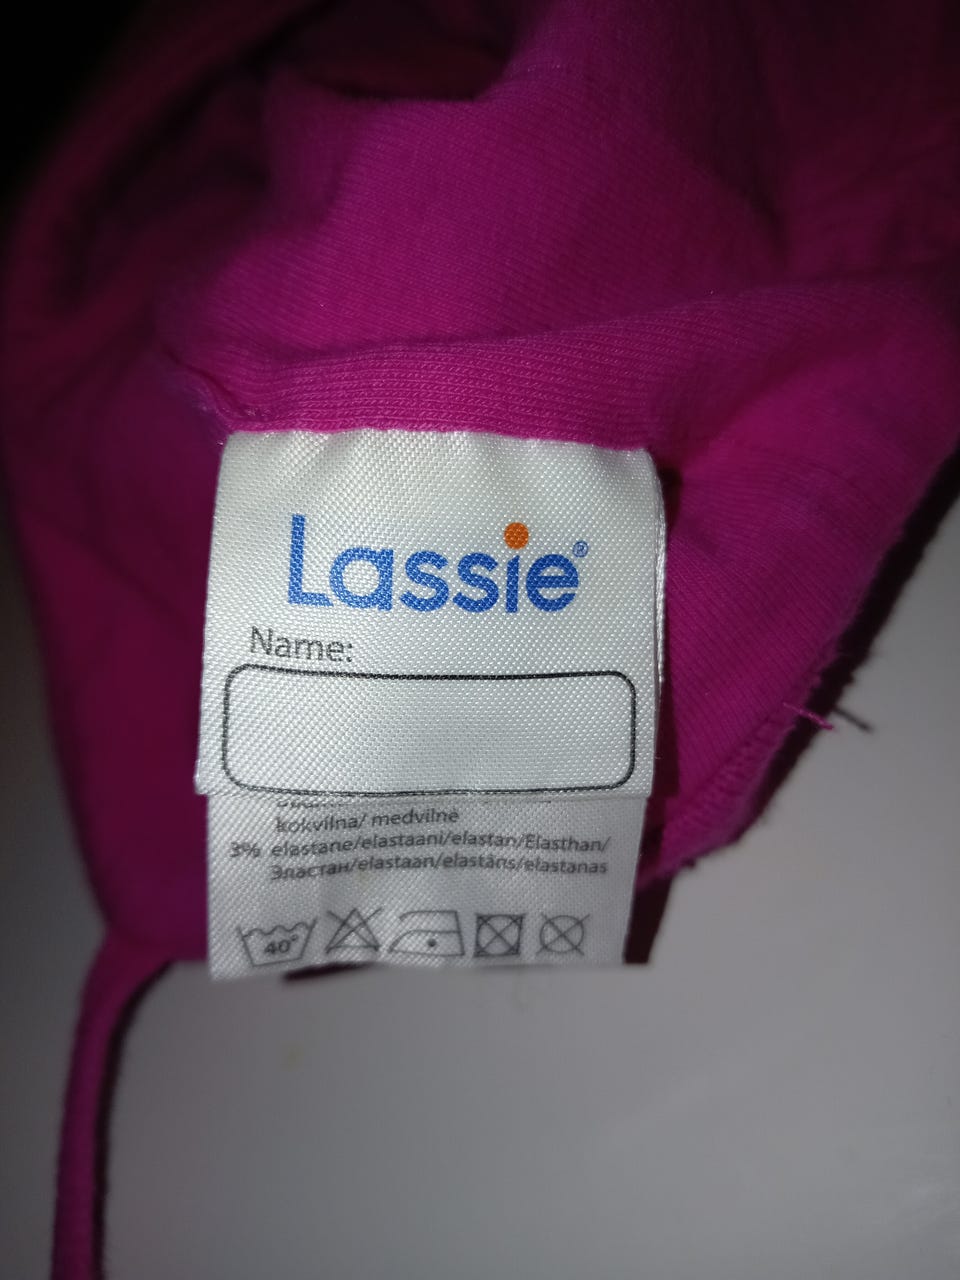 Lassie®
Name:
kokvilna/ medvilnė
3% elastane/elastaani/elastan/Elasthan/
Эластан/elastaan/elastāns/elastanas
40°